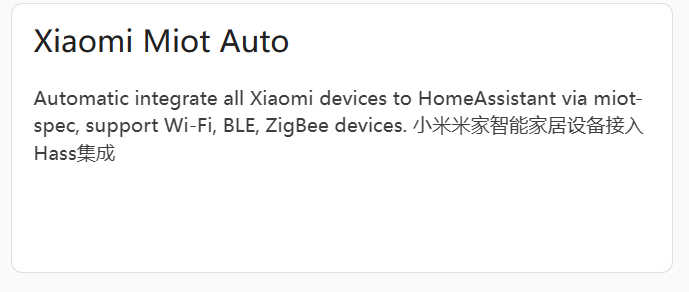 Xiaomi Miot Auto
Automatic integrate all Xiaomi devices to HomeAssistant via miot-
spec, support Wi-Fi, BLE, ZigBee devices. 小米米家智能家居设备接入
Hass集成